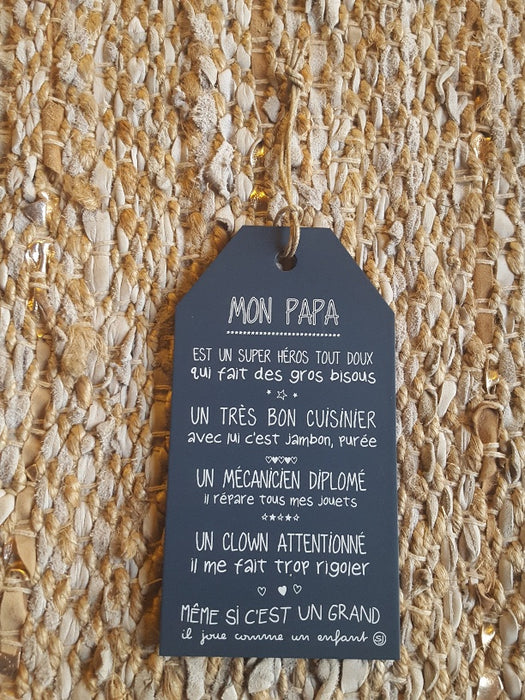 MON PAPA
EST UN SUPER HÉROS TOUT DOUX
qui fait des gros bisous
UN TRÈS BON CUISINIER
avec lui c'est jambon, purée
UN MÉCANICIEN DIPLOMÉ
il répare tous mes jouets
UN CLOWN ATTENTIONNÉ
il me fait trop rigoler
MÊME SI C'EST UN GRAND
il joue comme un enfant SI